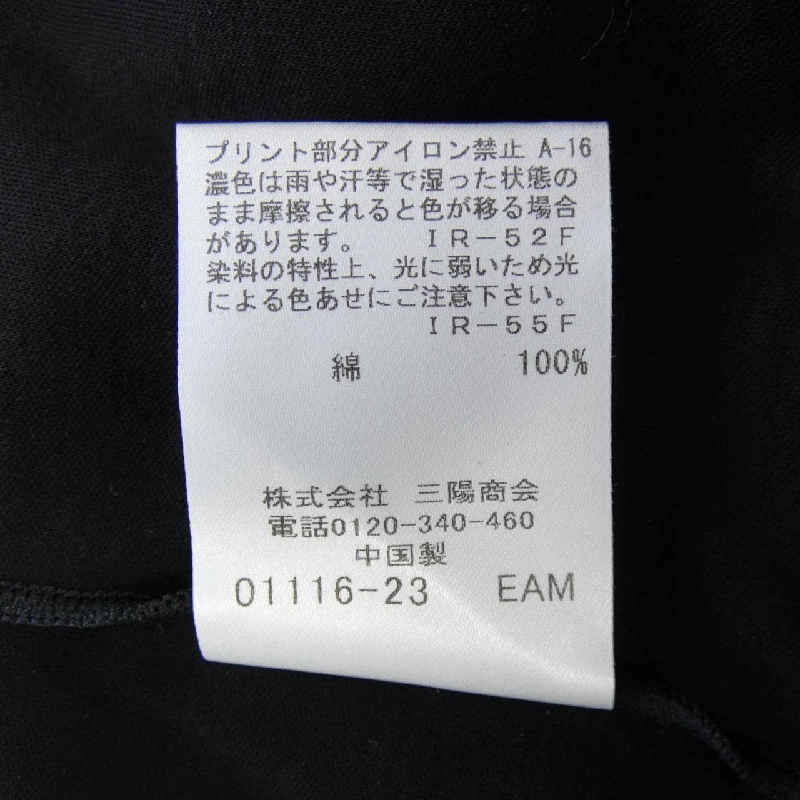 プリント部分アイロン禁止 A-16
濃色は雨や汗等で湿った状態の
まま摩擦されると色が移る場合
があります。 ＩＲ－５２Ｆ
染料の特性上、光に弱いため光
による色あせにご注意下さい。
ＩＲ－５５Ｆ
綿 100%
株式会社 三陽商会
電話0120-340-460
中国製
01116-23 EAM